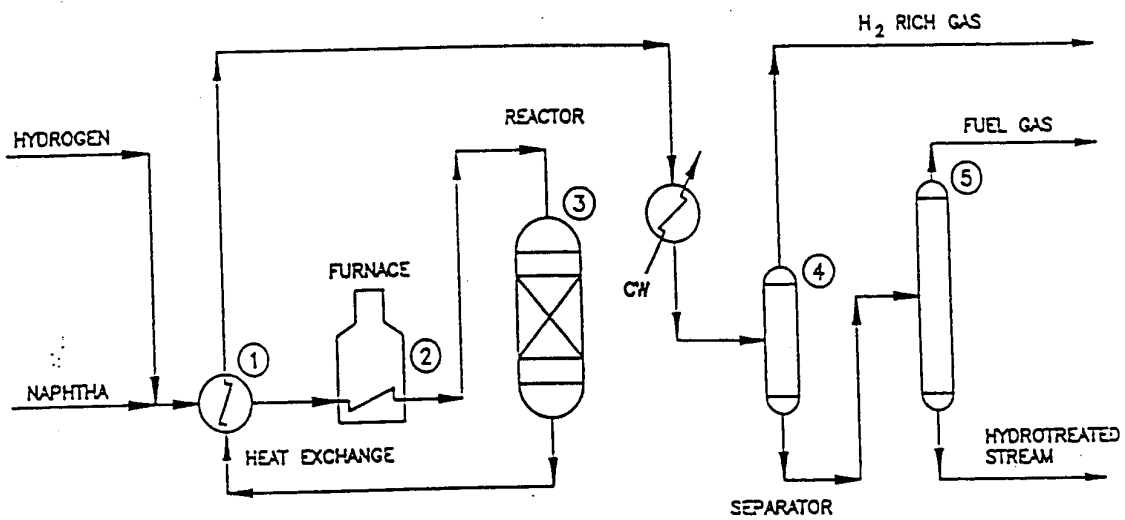 H₂ RICH GAS
REACTOR
FUEL GAS
HYDROGEN
5
3
FURNACE
4
CW
1
2
NAPHTHA
HEAT EXCHANGE
HYDROTREATED
STREAM
SEPARATOR